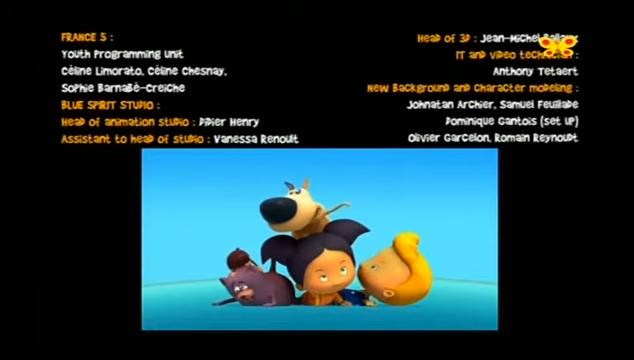 FRANCE 5 :
Youth Programming unit
Céline Limorato, Céline Chesnay,
Sophie Barnabé-Creiche
BLUE SPIRIT STUDIO :
Head of animation studio : Didier Henry
Assistant to head of studio : Vanessa Renoult
Head of 3D : Jean-Michel
IT and video technician :
Anthony Tetaert
New Background and Character modeling :
Johnatan Archier, Samuel Feuillade
Dominique Gantois (set up)
Olivier Garcelon, Romain Reynoudt